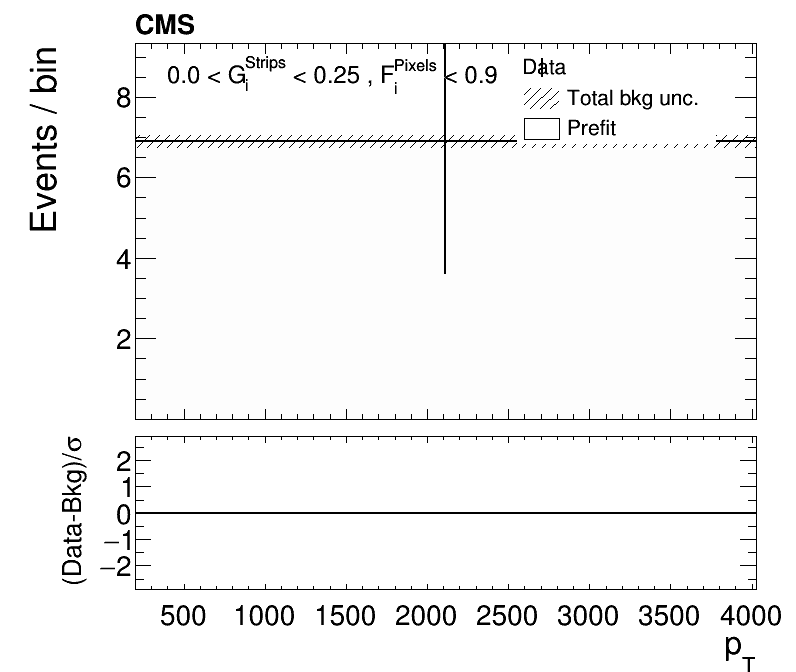 CMS
0.0 < G_i^Strips < 0.25 , F_i^Pixels < 0.9
Data
Total bkg unc.
Prefit
Events / bin
8
6
4
2
(Data-Bkg)/σ
2
1
0
−1
−2
500 1000 1500 2000 2500 3000 3500 4000
p_T